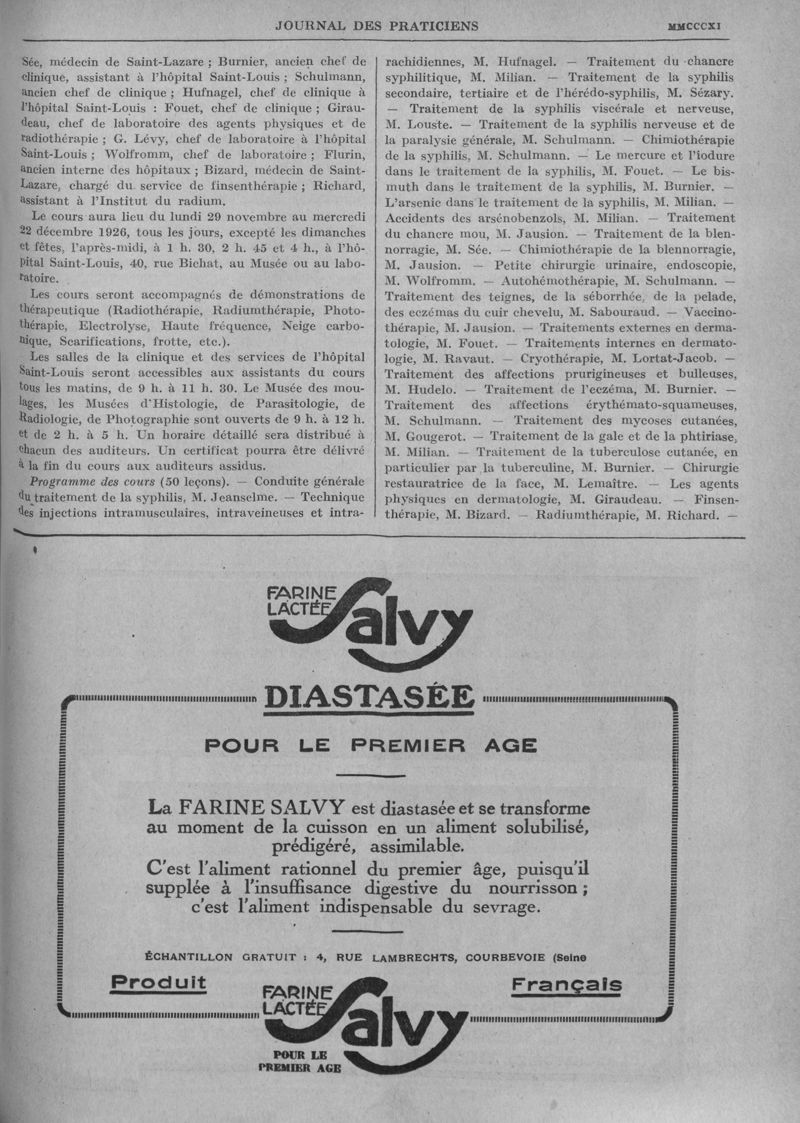 JOURNAL DES PRATICIENS
MMCCCXI
Sée, médecin de Saint-Lazare ; Burnier, ancien chef de
clinique, assistant à l'hôpital Saint-Louis ; Schulmann,
ancien chef de clinique ; Hufnagel, chef de clinique à
l'hôpital Saint-Louis : Fouet, chef de clinique ; Girau-
deau, chef de laboratoire des agents physiques et de
radiothérapie ; G. Lévy, chef de laboratoire à l'hôpital
Saint-Louis ; Wolfromm, chef de laboratoire ; Flurin,
ancien interne des hôpitaux ; Bizard, médecin de Saint-
Lazare, chargé du service de finsenthérapie ; Richard,
assistant à l'Institut du radium.
Le cours aura lieu du lundi 29 novembre au mercredi
22 décembre 1926, tous les jours, excepté les dimanches
et fêtes, l'après-midi, à 1 h. 30, 2 h. 45 et 4 h., à l'hô-
pital Saint-Louis, 40, rue Bichat, au Musée ou au labo-
ratoire.
Les cours seront accompagnés de démonstrations de
thérapeutique (Radiothérapie, Radiumthérapie, Photo-
thérapie, Electrolyse, Haute fréquence, Neige carbo-
nique, Scarifications, frotte, etc.).
Les salles de la clinique et des services de l'hôpital
Saint-Louis seront accessibles aux assistants du cours
tous les matins, de 9 h. à 11 h. 30. Le Musée des mou-
lages, les Musées d'Histologie, de Parasitologie, de
Radiologie, de Photographie sont ouverts de 9 h. à 12 h.
et de 2 h. à 5 h. Un horaire détaillé sera distribué à
chacun des auditeurs. Un certificat pourra être délivré
à la fin du cours aux auditeurs assidus.
Programme des cours (50 leçons). — Conduite générale
du traitement de la syphilis, M. Jeanselme. — Technique
des injections intramusculaires, intraveineuses et intra-
rachidiennes, M. Hufnagel. — Traitement du chancre
syphilitique, M. Milian. — Traitement de la syphilis
secondaire, tertiaire et de l'hérédo-syphilis, M. Sézary.
— Traitement de la syphilis viscérale et nerveuse,
M. Louste. — Traitement de la syphilis nerveuse et de
la paralysie générale, M. Schulmann. — Chimiothérapie
de la syphilis, M. Schulmann. — Le mercure et l'iodure
dans le traitement de la syphilis, M. Fouet. — Le bis-
muth dans le traitement de la syphilis, M. Burnier. —
L'arsenic dans le traitement de la syphilis, M. Milian. —
Accidents des arsénobenzols, M. Milian. — Traitement
du chancre mou, M. Jausion. — Traitement de la blen-
norragie, M. Sée. — Chimiothérapie de la blennorragie,
M. Jausion. — Petite chirurgie urinaire, endoscopie,
M. Wolfromm. — Autohémothérapie, M. Schulmann. —
Traitement des teignes, de la séborrhée, de la pelade,
des eczémas du cuir chevelu, M. Sabouraud. — Vaccino-
thérapie, M. Jausion. — Traitements externes en derma-
tologie, M. Fouet. — Traitements internes en dermato-
logie, M. Ravaut. — Cryothérapie, M. Lortat-Jacob. —
Traitement des affections prurigineuses et bulleuses,
M. Hudelo. — Traitement de l'eczéma, M. Burnier. —
Traitement des affections érythémato-squameuses,
M. Schulmann. — Traitement des mycoses cutanées,
M. Gougerot. — Traitement de la gale et de la phtiriase,
M. Milian. — Traitement de la tuberculose cutanée, en
particulier par la tuberculine, M. Burnier. — Chirurgie
restauratrice de la face, M. Lemaitre. — Les agents
physiques en dermatologie, M. Giraudeau. — Finsen-
thérapie, M. Bizard. — Radiumthérapie, M. Richard. —
FARINE
LACTÉE
Salvy
DIASTASÉE
POUR LE PREMIER AGE
La FARINE SALVY est diastasée et se transforme
au moment de la cuisson en un aliment solubilisé,
prédigéré, assimilable.
C'est l'aliment rationnel du premier âge, puisqu'il
supplée à l'insuffisance digestive du nourrisson ;
c'est l'aliment indispensable du sevrage.
ÉCHANTILLON GRATUIT : 4, RUE LAMBRECHTS, COURBEVOIE (Seine
Produit
Français
FARINE
LACTÉE
Salvy
POUR LE
PREMIER AGE